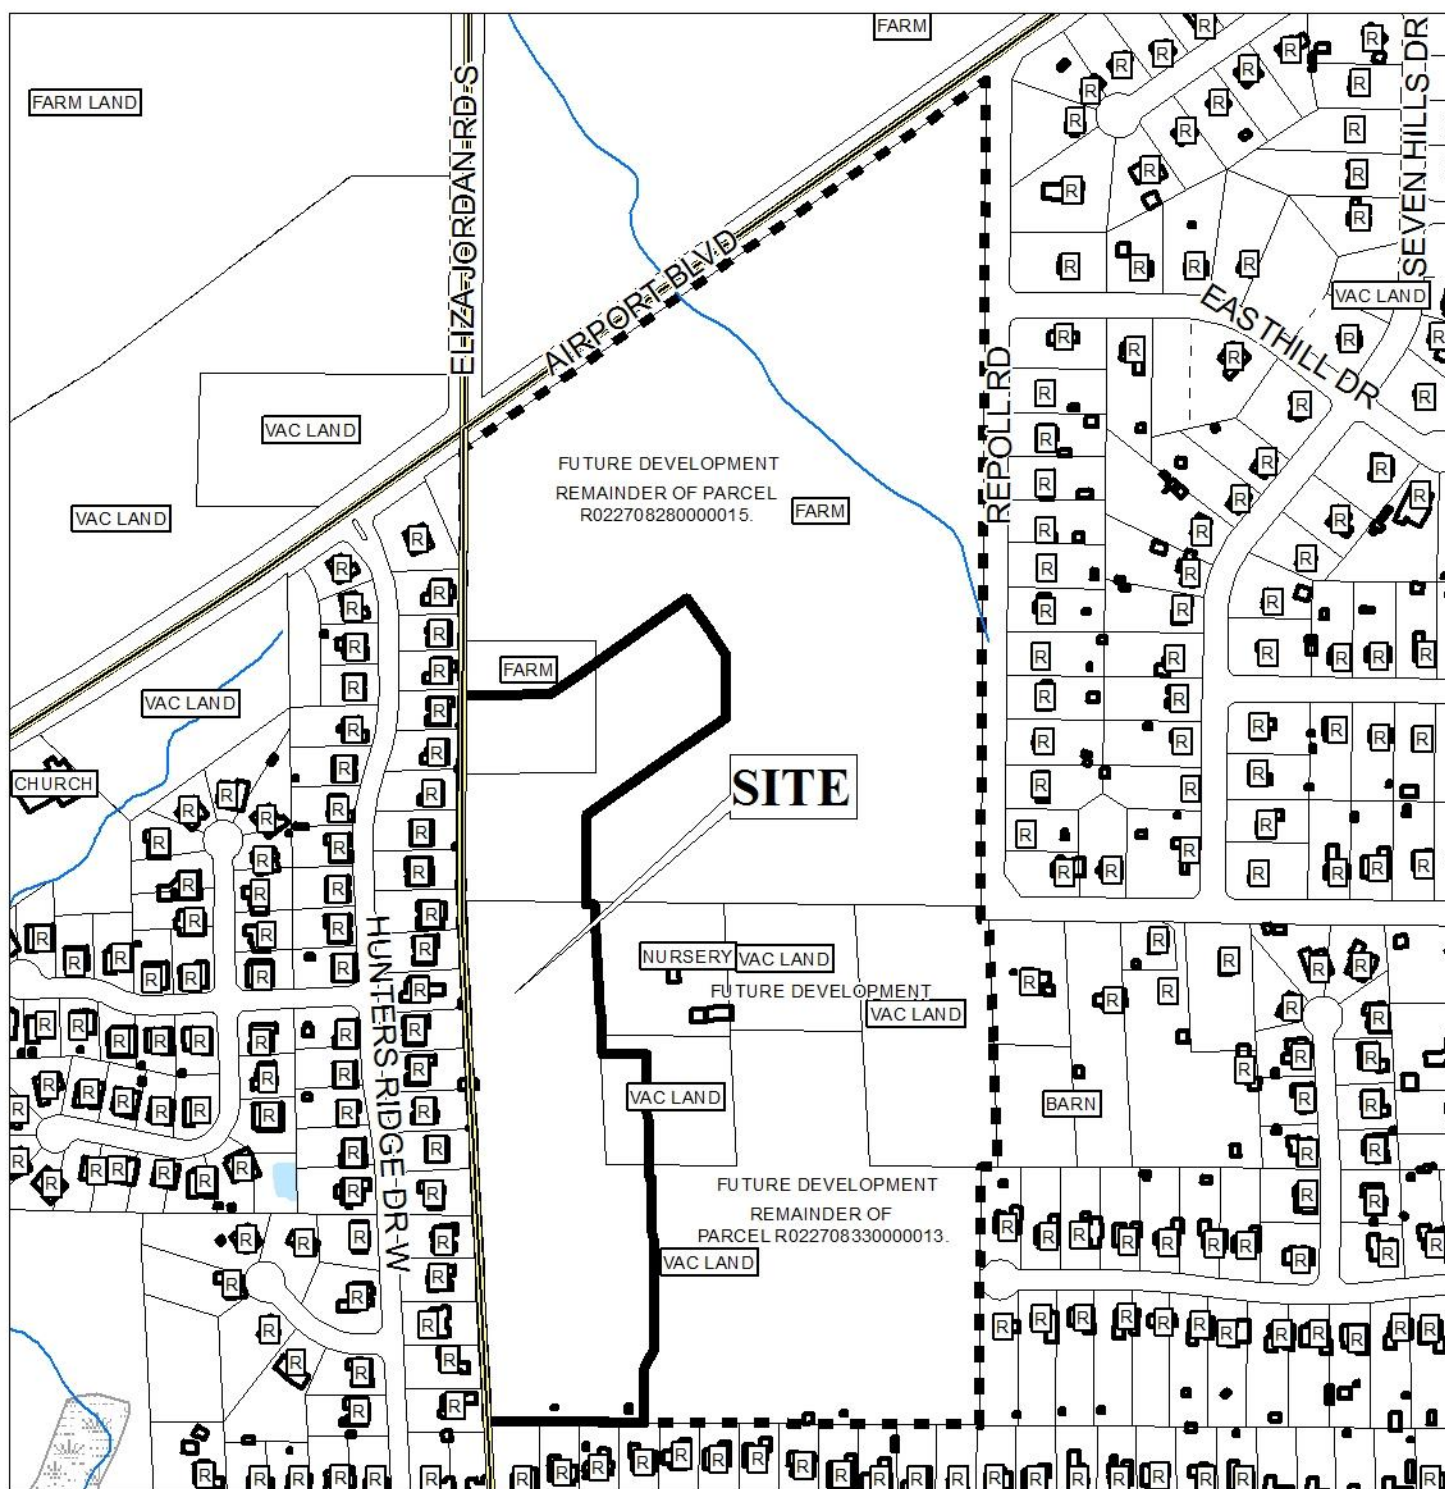 FARM
FARM LAND
ELIZA JORDAN RD S
SEVEN HILLS DR
AIRPORT BLVD
VAC LAND
EASTHILL DR
VAC LAND
REPOLL RD
FUTURE DEVELOPMENT
REMAINDER OF PARCEL
R022708280000015.
FARM
VAC LAND
R
FARM
VAC LAND
CHURCH
SITE
HUNTERS RIDGE DR W
NURSERY
VAC LAND
FUTURE DEVELOPMENT
VAC LAND
VAC LAND
BARN
FUTURE DEVELOPMENT
REMAINDER OF
PARCEL R022708330000013.
VAC LAND